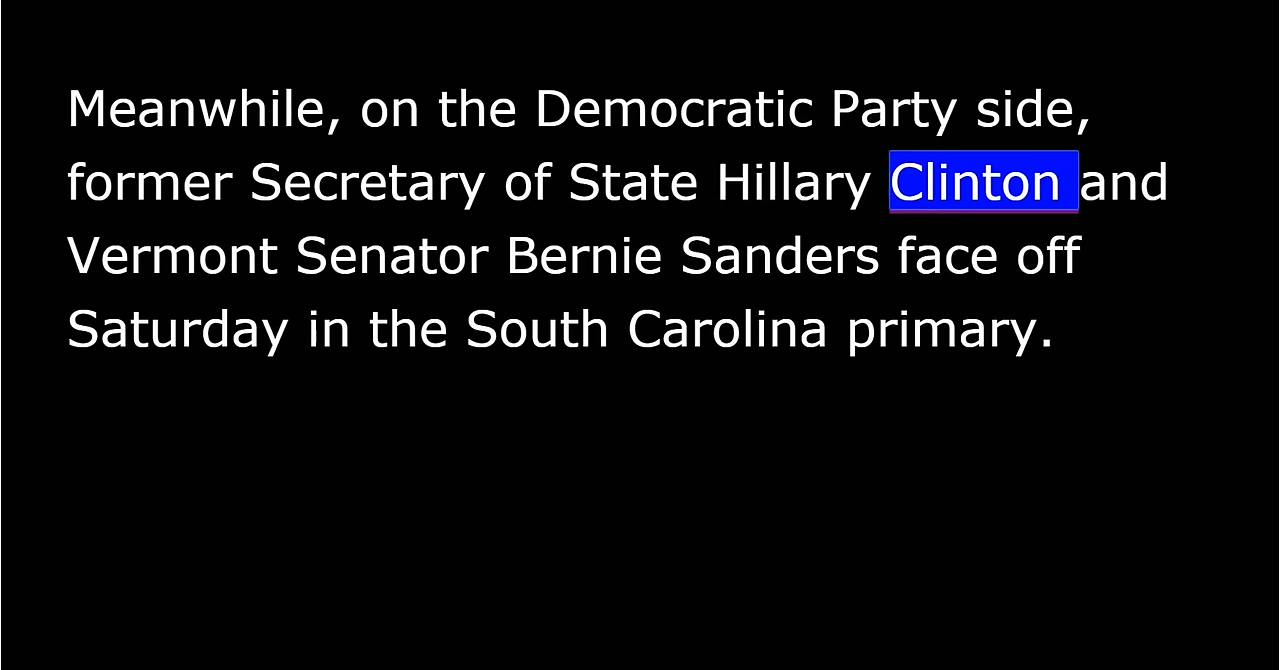 Meanwhile, on the Democratic Party side,
former Secretary of State Hillary Clinton and
Vermont Senator Bernie Sanders face off
Saturday in the South Carolina primary.